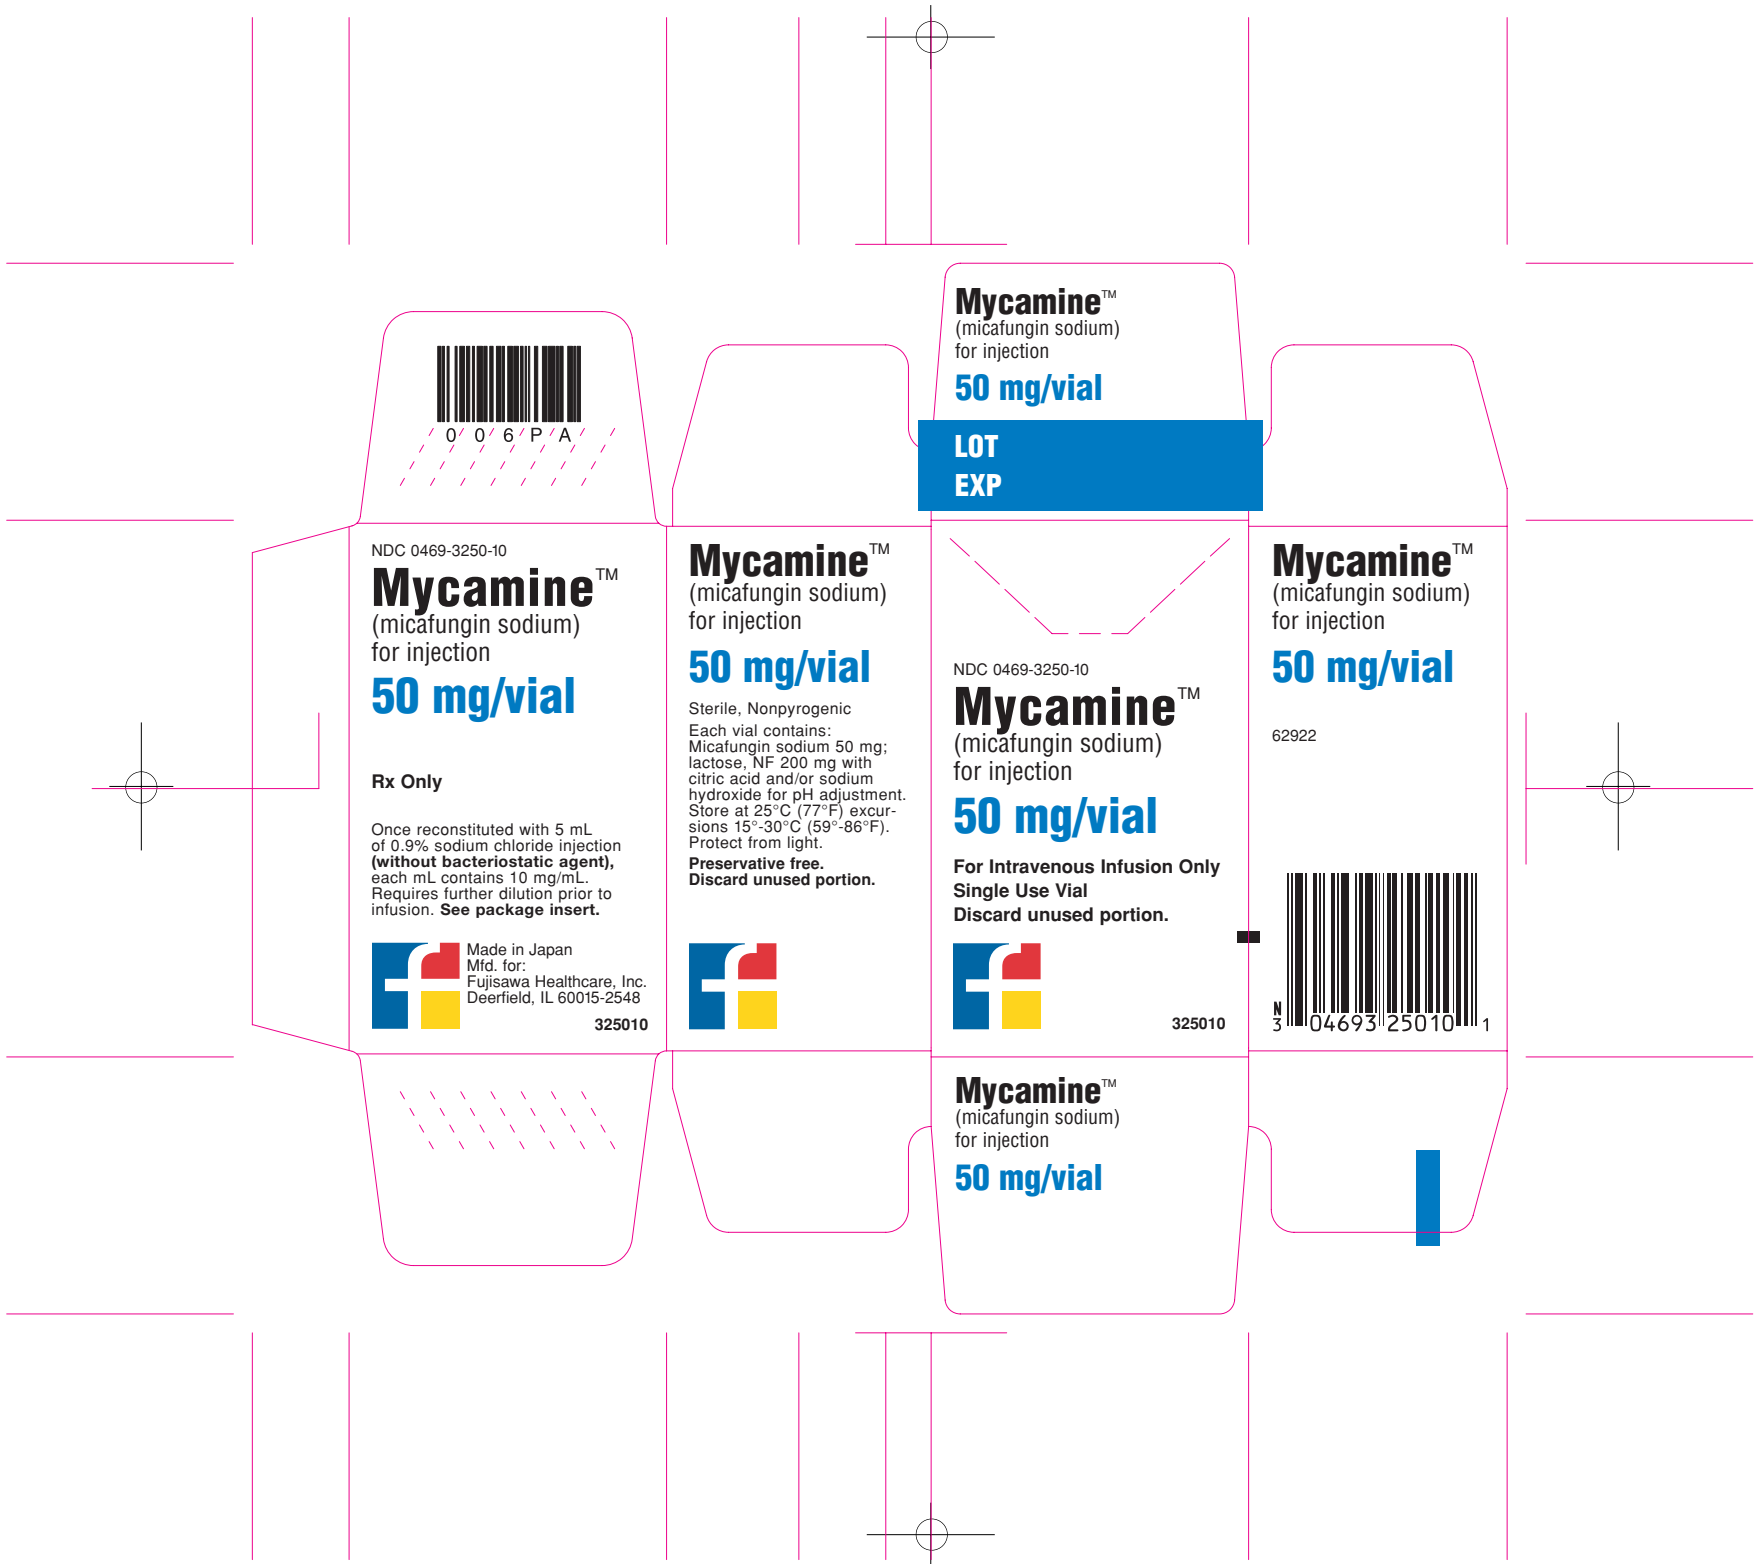 Mycamine™
(micafungin sodium)
for injection
50 mg/vial
LOT
EXP
006PA
NDC 0469-3250-10
Mycamine™
(micafungin sodium)
for injection
50 mg/vial
Rx Only
Once reconstituted with 5 mL
of 0.9% sodium chloride injection
(without bacteriostatic agent),
each mL contains 10 mg/mL.
Requires further dilution prior to
infusion. See package insert.
Made in Japan
Mfd. for:
Fujisawa Healthcare, Inc.
Deerfield, IL 60015-2548
325010
Mycamine™
(micafungin sodium)
for injection
50 mg/vial
Sterile, Nonpyrogenic
Each vial contains:
Micafungin sodium 50 mg;
lactose, NF 200 mg with
citric acid and/or sodium
hydroxide for pH adjustment.
Store at 25°C (77°F) excur-
sions 15°-30°C (59°-86°F).
Protect from light.
Preservative free.
Discard unused portion.
NDC 0469-3250-10
Mycamine™
(micafungin sodium)
for injection
50 mg/vial
For Intravenous Infusion Only
Single Use Vial
Discard unused portion.
325010
Mycamine™
(micafungin sodium)
for injection
50 mg/vial
62922
N
3 04693 25010 1
Mycamine™
(micafungin sodium)
for injection
50 mg/vial